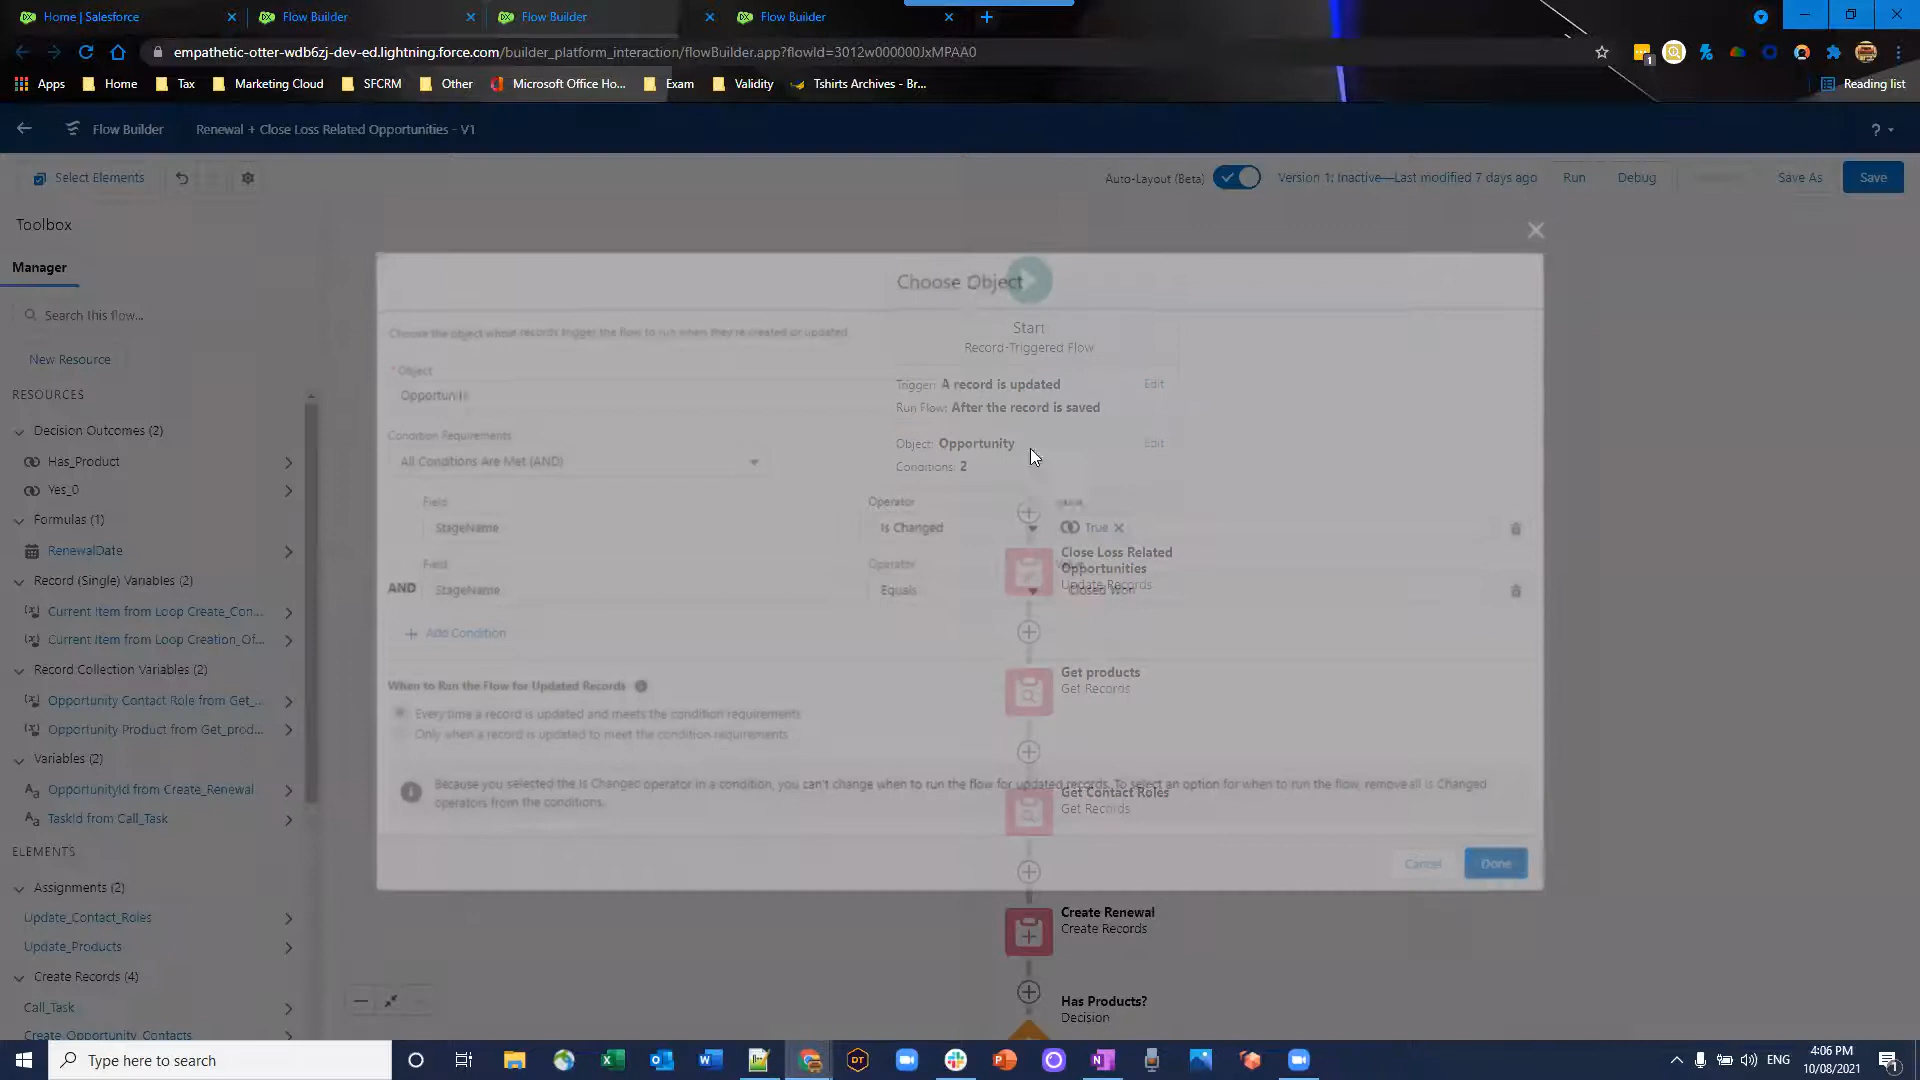 Home | Salesforce
Flow Builder
Flow Builder
Flow Builder
empathetic-otter-wdb6zj-dev-ed.lightning.force.com/builder_platform_interaction/flowBuilder.app?flowId=3012w000000JxMPAA0
Apps Home Tax Marketing Cloud SFCRM Other Microsoft Office Ho... Exam Validity Tshirts Archives - Br... Reading list
Flow Builder Renewal + Close Loss Related Opportunities - V1
?
Select Elements Auto-Layout (Beta) Version 1: Inactive—Last modified 7 days ago Run Debug Save As Save
Toolbox
Manager
Search this flow...
New Resource
RESOURCES
Decision Outcomes (2)
Has_Product
Yes_0
Formulas (1)
RenewalDate
Record (Single) Variables (2)
Current Item from Loop Create_Con...
Current Item from Loop Creation_Of...
Record Collection Variables (2)
Opportunity Contact Role from Get_...
Opportunity Product from Get_prod...
Variables (2)
OpportunityId from Create_Renewal
TaskId from Call_Task
ELEMENTS
Assignments (2)
Update_Contact_Roles
Update_Products
Create Records (4)
Call_Task
Create_Opportunity_Contacts
Choose Object
Choose the object whose records trigger the flow to run when they're created or updated
* Object
Opportunity
Condition Requirements
All Conditions Are Met (AND)
Field Operator Value
StageName Is Changed True
Field Operator Value
AND StageName Equals Closed Won
+ Add Condition
When to Run the Flow for Updated Records
Every time a record is updated and meets the condition requirements
Only when a record is updated to meet the condition requirements
Because you selected the Is Changed operator in a condition, you can't change when to run the flow for updated records. To select an option for when to run the flow, remove all Is Changed
operators from the conditions.
Cancel Done
Start
Record-Triggered Flow
Trigger: A record is updated Edit
Run Flow: After the record is saved
Object: Opportunity Edit
Conditions: 2
Close Loss Related
Opportunities
Update Records
Get products
Get Records
Get Contact Roles
Get Records
Create Renewal
Create Records
Has Products?
Decision
Type here to search
ENG
4:06 PM
10/08/2021